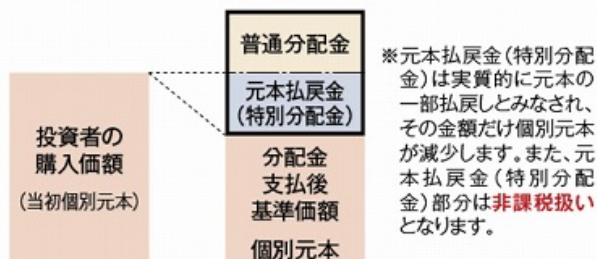 普通分配金
元本払戻金
(特別分配金)
投資者の
購入価額
(当初個別元本)
分配金
支払後
基準価額
個別元本
※元本払戻金(特別分配
金)は実質的に元本の
一部払戻しとみなされ、
その金額だけ個別元本
が減少します。また、元
本払戻金(特別分配
金)部分は非課税扱い
となります。